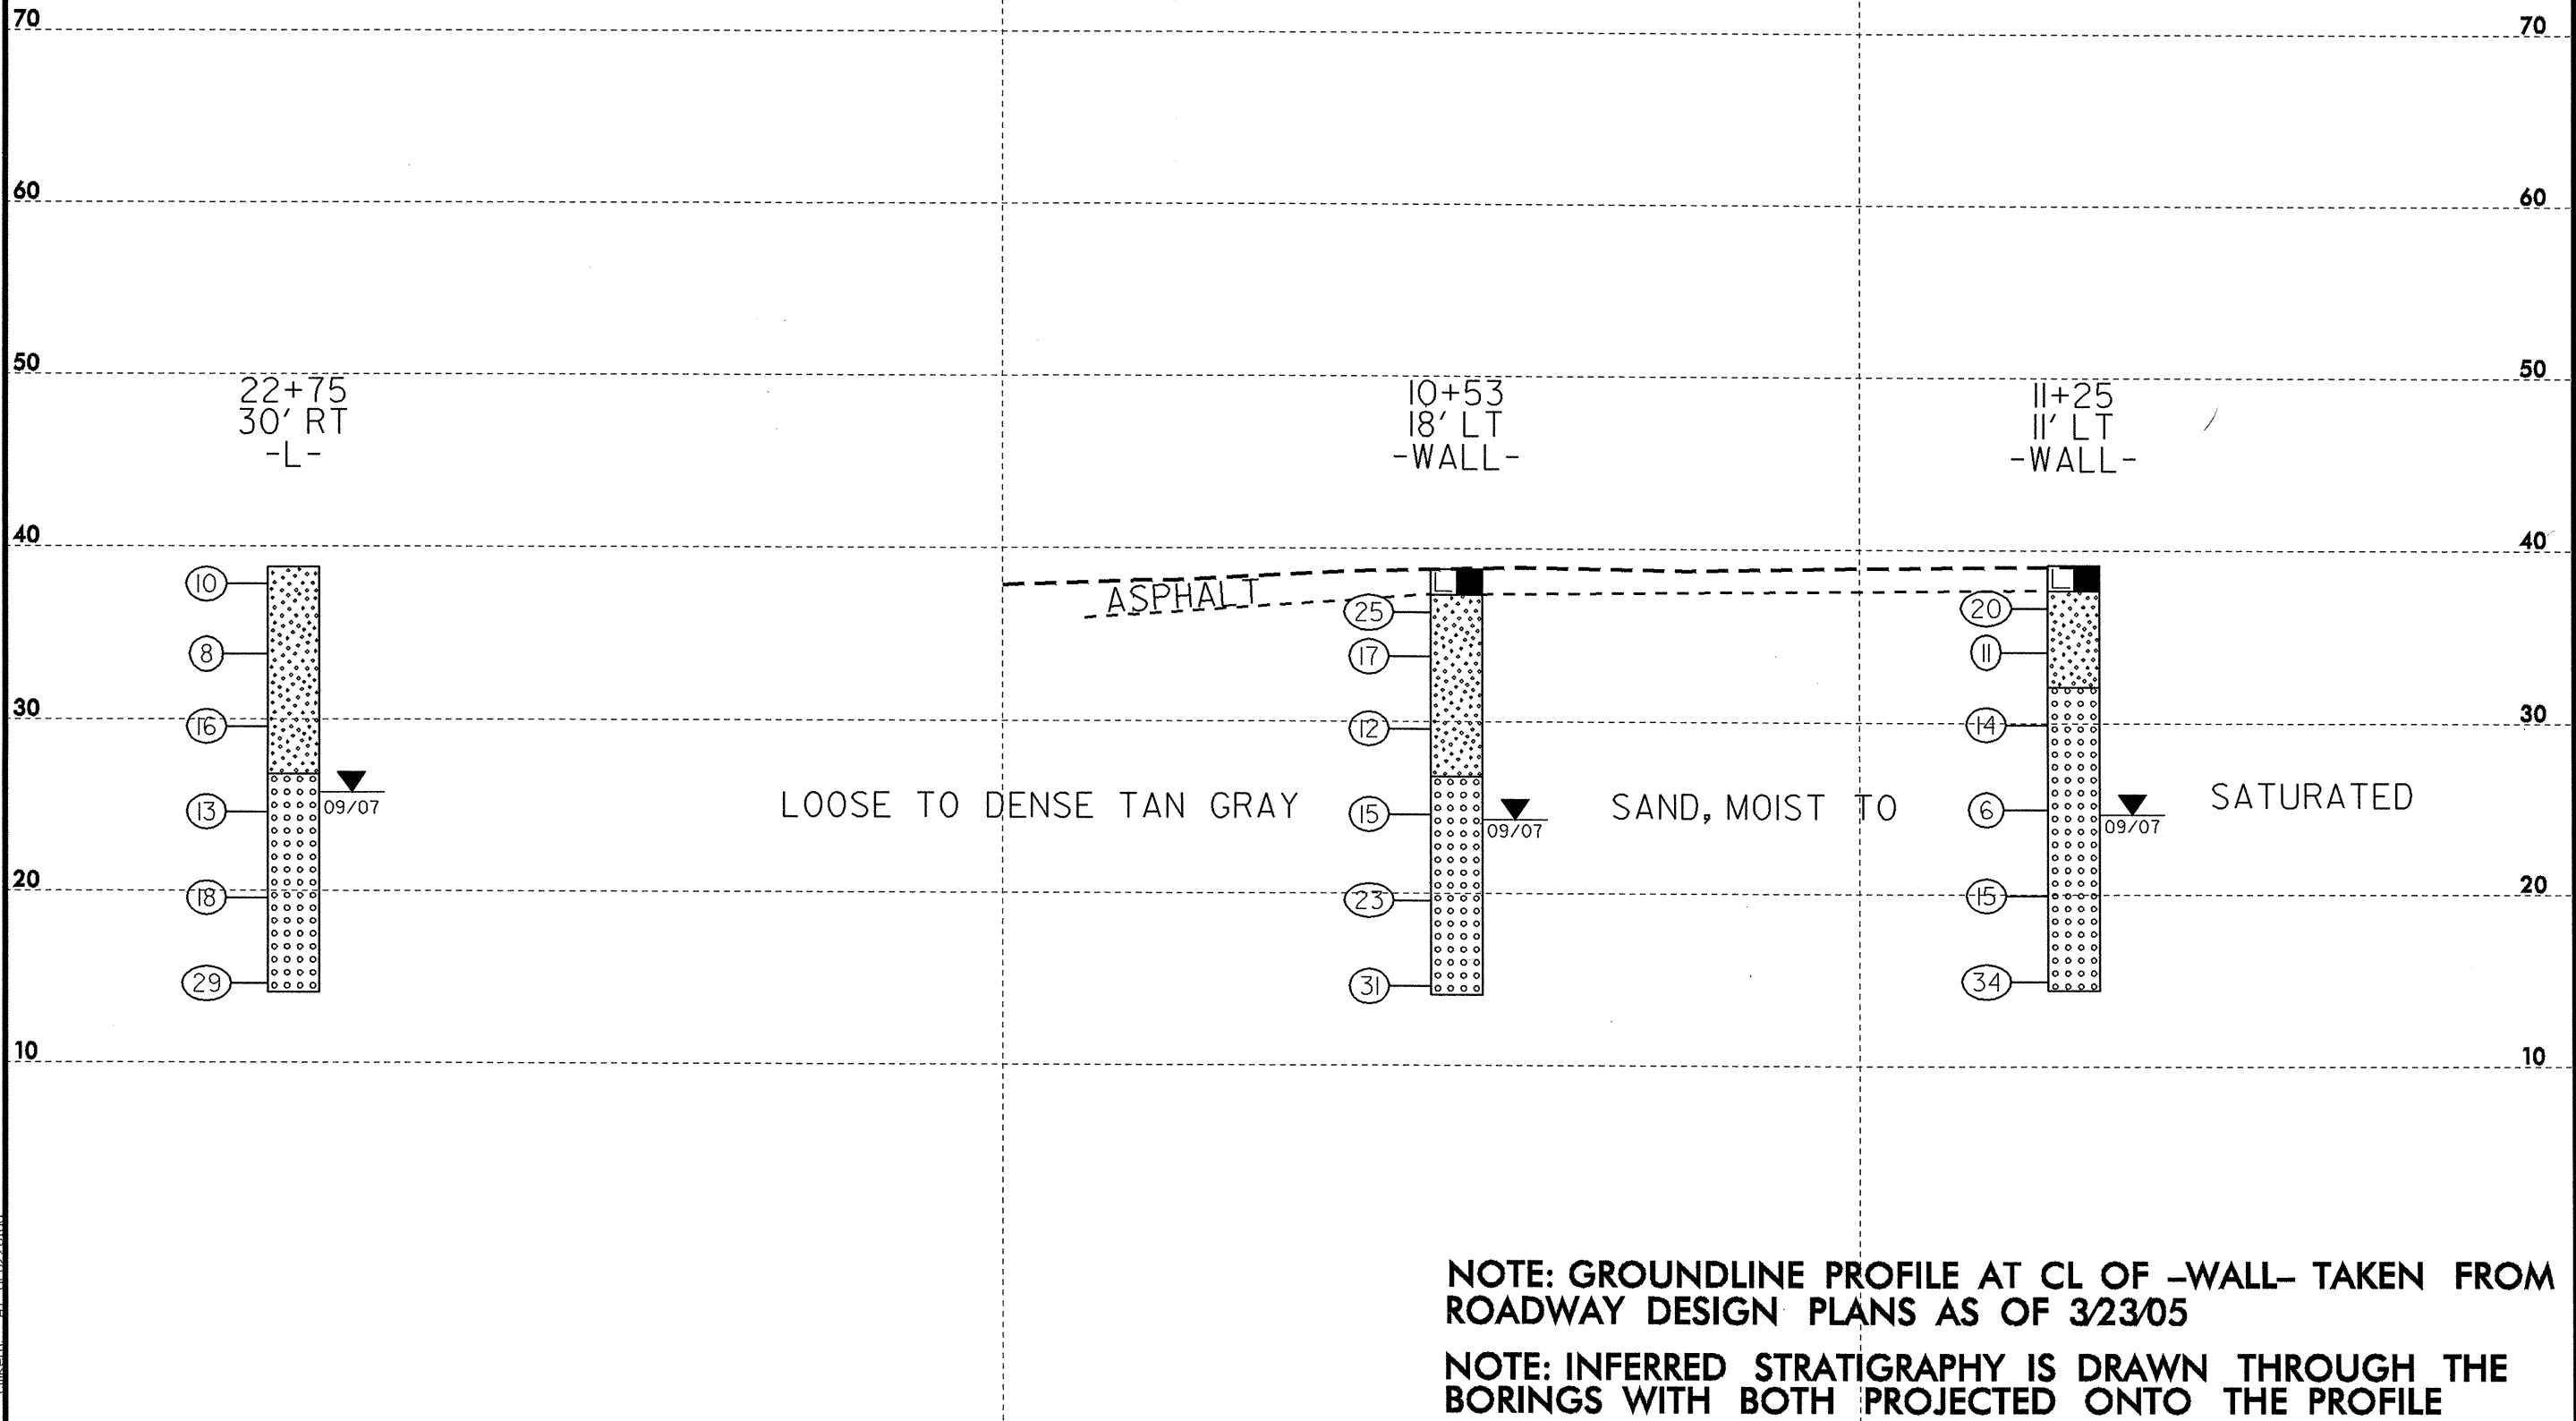 70 70
60 60
50 50
22+75
30' RT
-L-
10+53
18' LT
-WALL-
11+25
11' LT
-WALL-
40 40
ASPHALT
10
8
16
13
18
29
09/07
25
17
12
15
23
31
09/07
20
11
14
6
15
34
09/07
30 30
LOOSE TO DENSE TAN GRAY SAND, MOIST TO SATURATED
20 20
10 10
NOTE: GROUNDLINE PROFILE AT CL OF -WALL- TAKEN FROM
ROADWAY DESIGN PLANS AS OF 3/23/05
NOTE: INFERRED STRATIGRAPHY IS DRAWN THROUGH THE
BORINGS WITH BOTH PROJECTED ONTO THE PROFILE